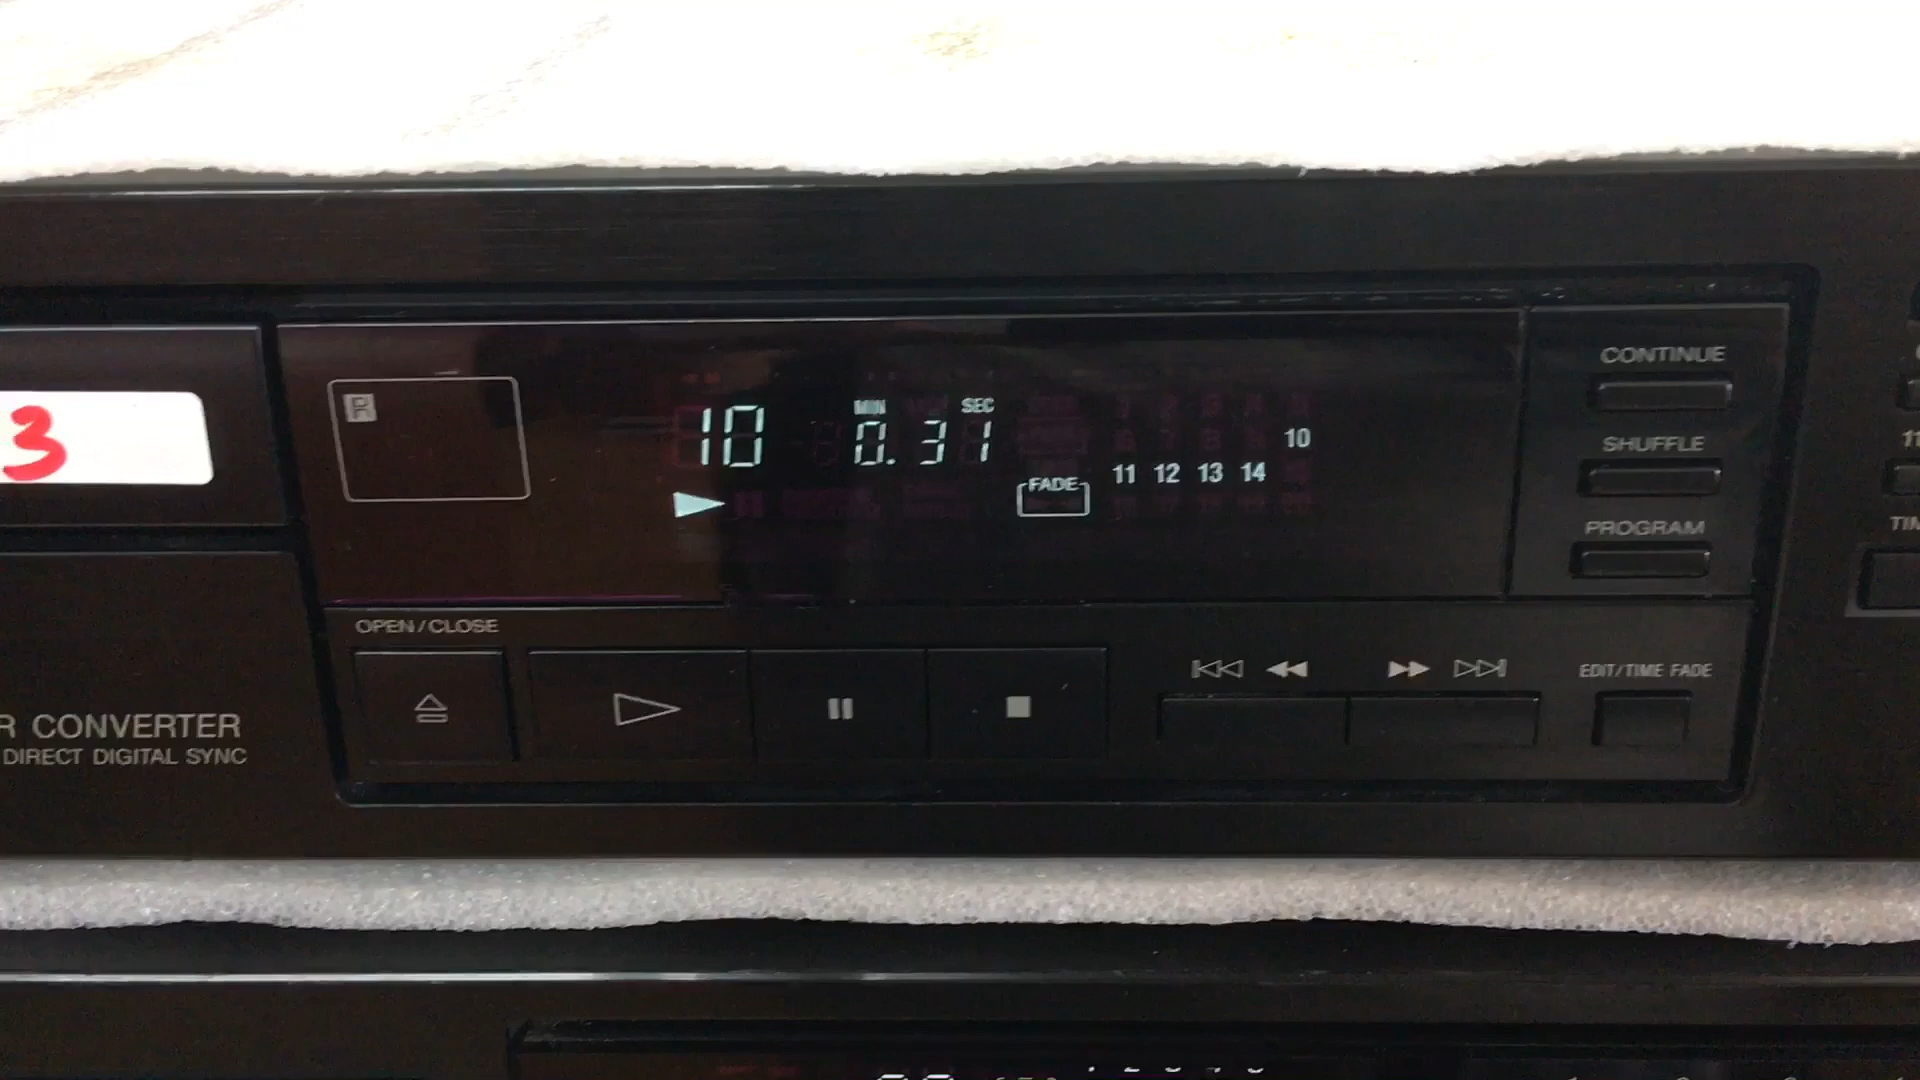 3
R
MIN SEC
10 0.31
10
11 12 13 14
FADE
CONTINUE
SHUFFLE
PROGRAM
OPEN/CLOSE
EDIT/TIME FADE
R CONVERTER
DIRECT DIGITAL SYNC